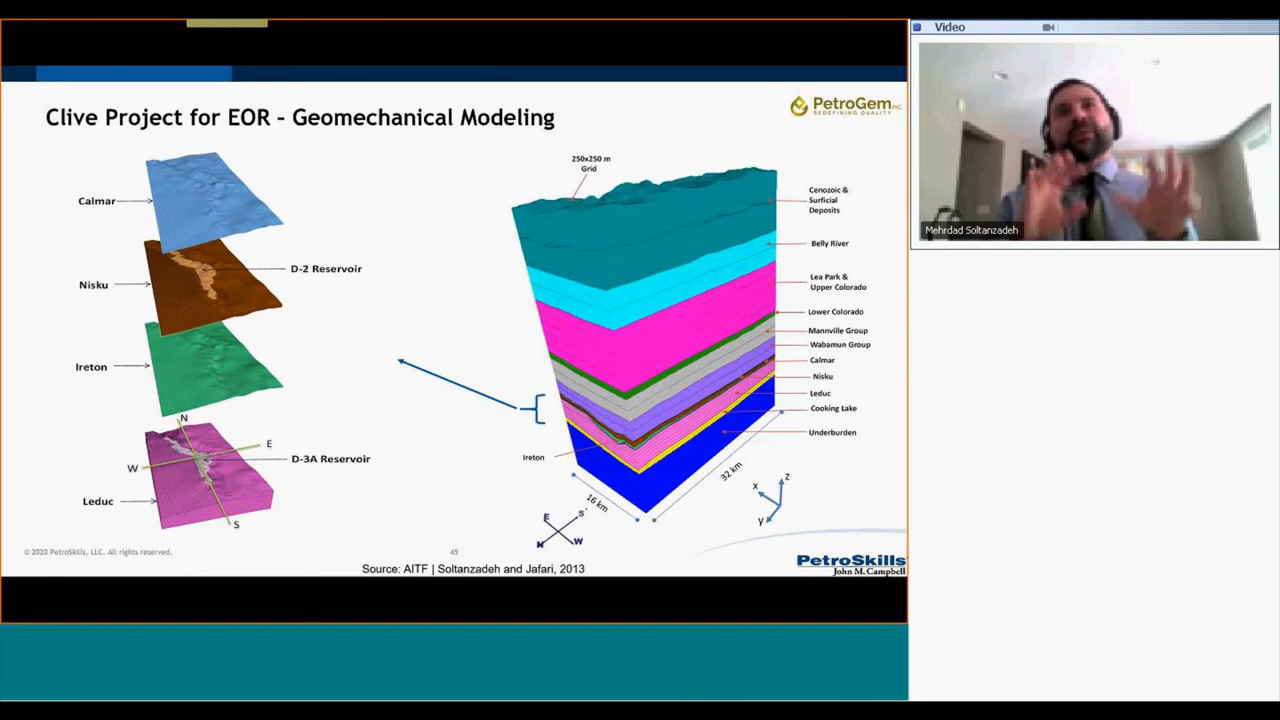 Video
Clive Project for EOR – Geomechanical Modeling
PetroGem INC.
REDEFINING QUALITY
Calmar
Nisku
D-2 Reservoir
Ireton
N
E
W
D-3A Reservoir
Leduc
S
250x250 m
Grid
Cenozoic &
Surficial
Deposits
Belly River
Lea Park &
Upper Colorado
Lower Colorado
Mannville Group
Wabamun Group
Calmar
Nisku
Leduc
Cooking Lake
Underburden
Ireton
16 km
32 km
z
x
y
E
S
N
W
© 2020 PetroSkills, LLC. All rights reserved.
45
Source: AITF | Soltanzadeh and Jafari, 2013
PetroSkills
John M. Campbell
Mehrdad Soltanzadeh